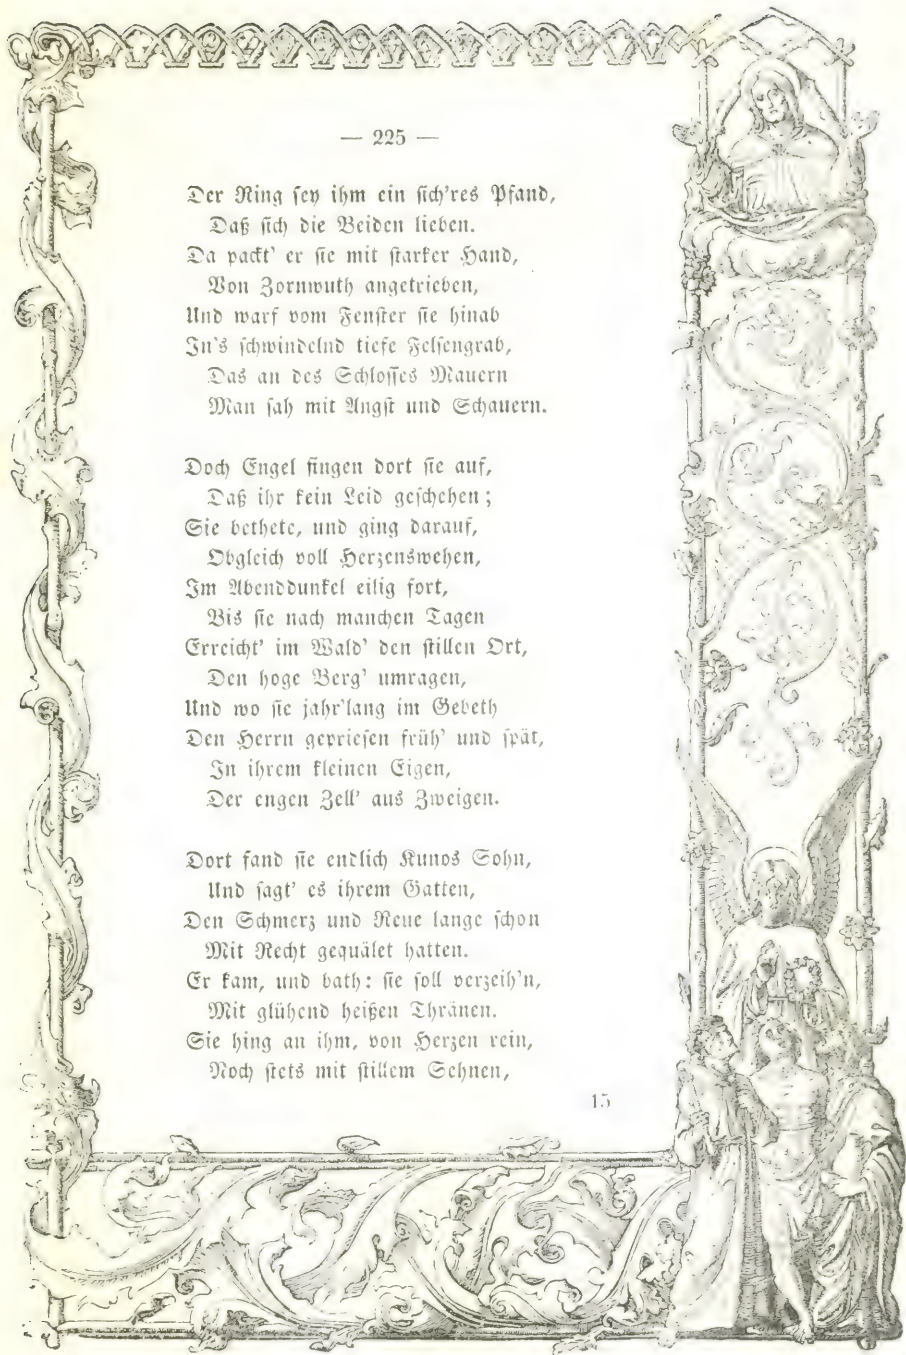 — 225 —
Der Ring sey ihm ein sich'res Pfand,
Daß sich die Beiden lieben.
Da packt' er sie mit starker Hand,
Von Zornwuth angetrieben,
Und warf vom Fenster sie hinab
In's schwindelnd tiefe Felsengrab,
Das an des Schlosses Mauern
Man sah mit Angst und Schauern.
Doch Engel fingen dort sie auf,
Daß ihr kein Leid geschehen;
Sie bethete, und ging darauf,
Obgleich voll Herzenswehen,
Im Abenddunkel eilig fort,
Bis sie nach manchen Tagen
Erreicht' im Wald' den stillen Ort,
Den hoge Berg' umragen,
Und wo sie jahr'lang im Gebeth
Den Herrn gepriesen früh' und spät,
In ihrem kleinen Eigen,
Der engen Zell' aus Zweigen.
Dort fand sie endlich Kunos Sohn,
Und sagt' es ihrem Gatten,
Den Schmerz und Reue lange schon
Mit Recht gequälet hatten.
Er kam, und bath: sie soll verzeih'n,
Mit glühend heißen Thränen.
Sie hing an ihm, von Herzen rein,
Noch stets mit stillem Sehnen,
15